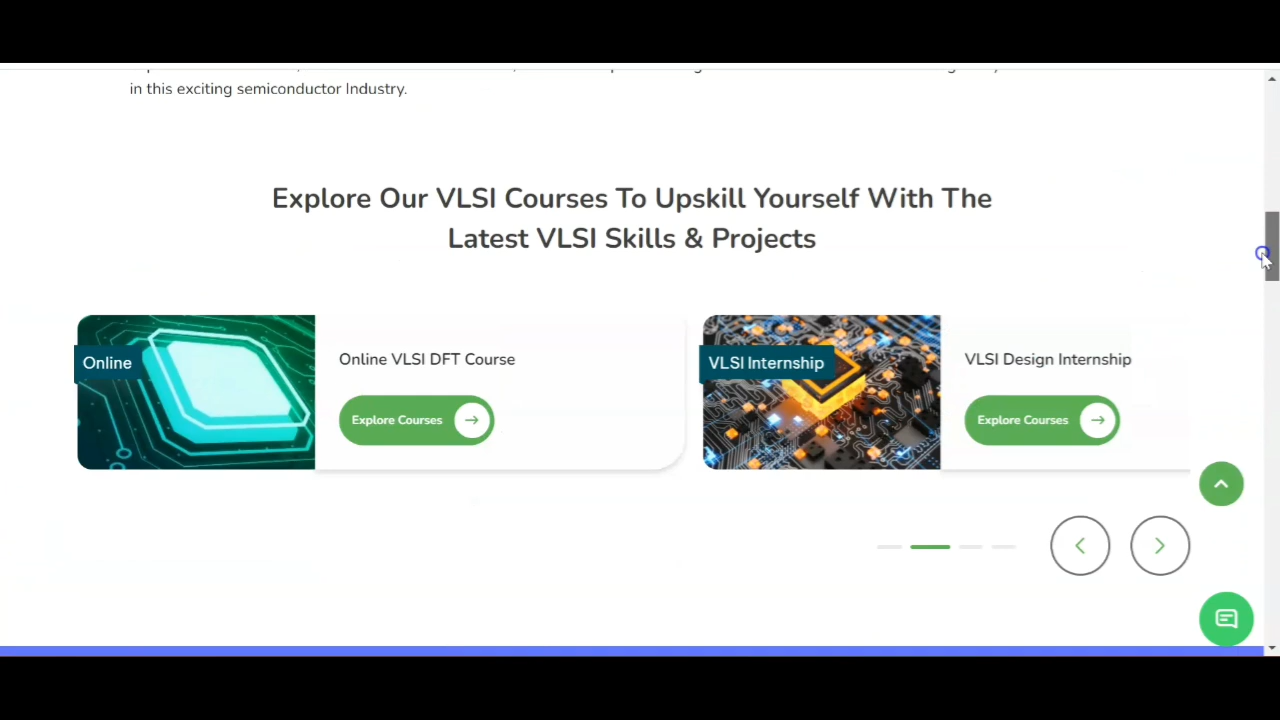 in this exciting semiconductor Industry.
Explore Our VLSI Courses To Upskill Yourself With The
Latest VLSI Skills & Projects
Online
Online VLSI DFT Course
Explore Courses
VLSI Internship
VLSI Design Internship
Explore Courses